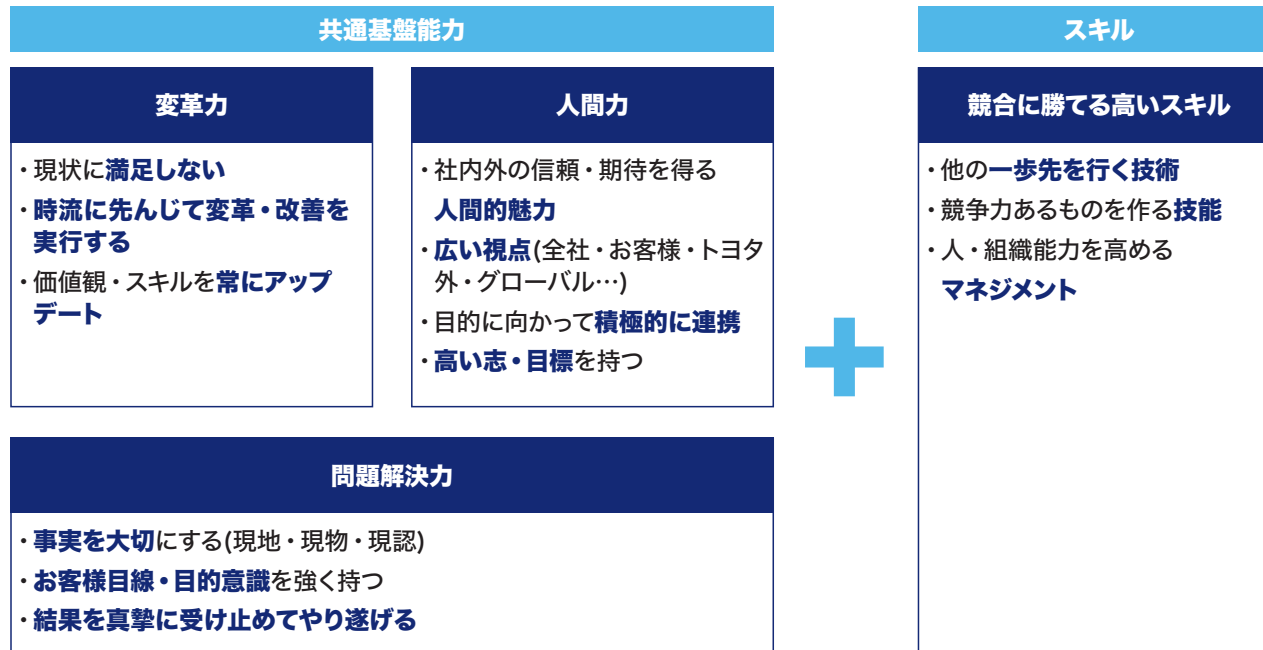 共通基盤能力
変革力
・現状に満足しない
・時流に先んじて変革・改善を
実行する
・価値観・スキルを常にアップ
デート
人間力
・社内外の信頼・期待を得る
人間的魅力
・広い視点(全社・お客様・トヨタ
外・グローバル…)
・目的に向かって積極的に連携
・高い志・目標を持つ
問題解決力
・事実を大切にする(現地・現物・現認)
・お客様目線・目的意識を強く持つ
・結果を真摯に受け止めてやり遂げる
スキル
競合に勝てる高いスキル
・他の一歩先を行く技術
・競争力あるものを作る技能
・人・組織能力を高める
マネジメント